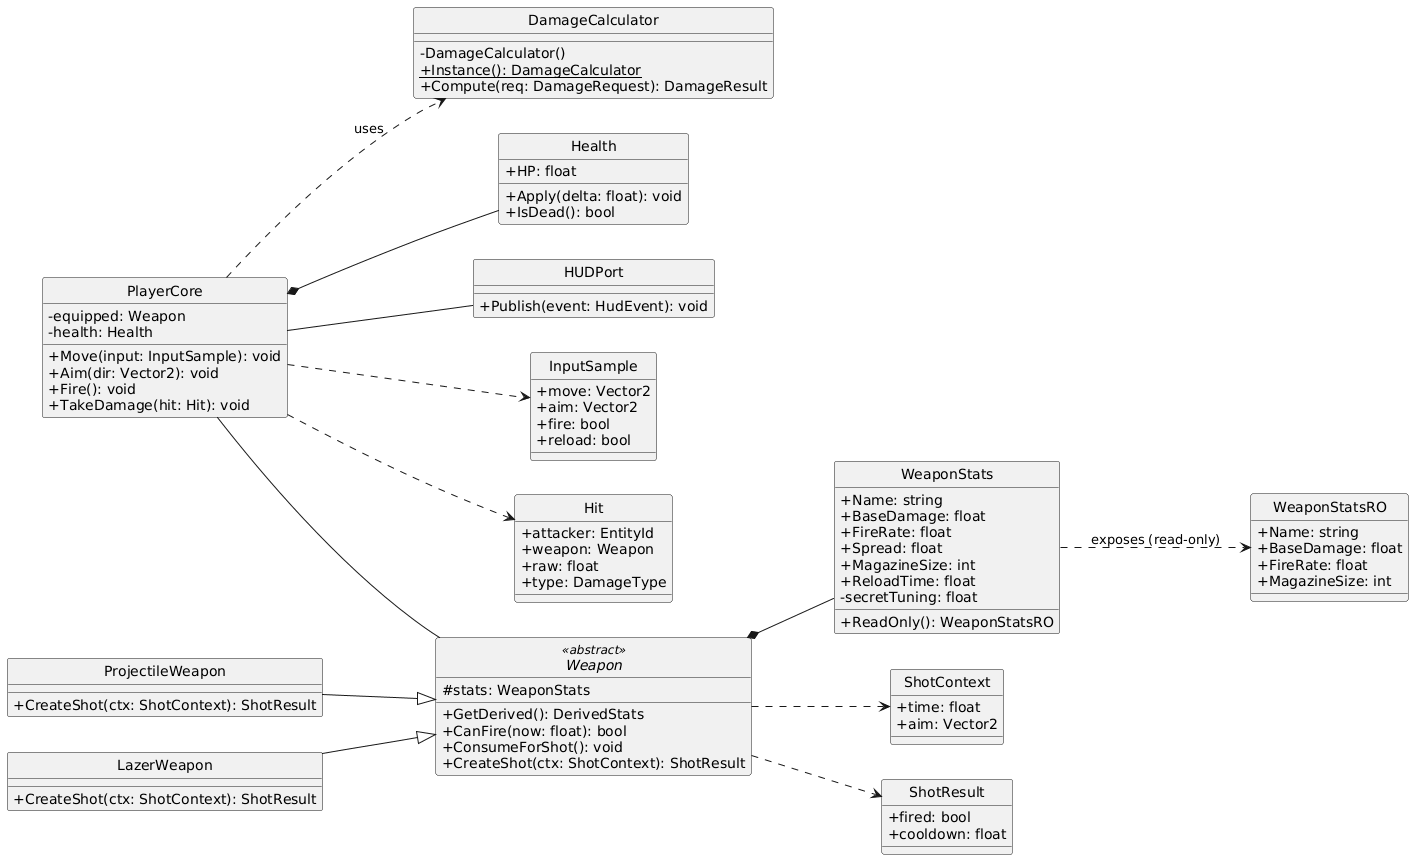 DamageCalculator
-DamageCalculator()
+Instance(): DamageCalculator
+Compute(req: DamageRequest): DamageResult
uses
Health
+HP: float
+Apply(delta: float): void
+IsDead(): bool
HUDPort
+Publish(event: HudEvent): void
PlayerCore
-equipped: Weapon
-health: Health
+Move(input: InputSample): void
+Aim(dir: Vector2): void
+Fire(): void
+TakeDamage(hit: Hit): void
InputSample
+move: Vector2
+aim: Vector2
+fire: bool
+reload: bool
Hit
+attacker: EntityId
+weapon: Weapon
+raw: float
+type: DamageType
WeaponStats
+Name: string
+BaseDamage: float
+FireRate: float
+Spread: float
+MagazineSize: int
+ReloadTime: float
-secretTuning: float
+ReadOnly(): WeaponStatsRO
exposes (read-only)
WeaponStatsRO
+Name: string
+BaseDamage: float
+FireRate: float
+MagazineSize: int
«abstract»
Weapon
#stats: WeaponStats
+GetDerived(): DerivedStats
+CanFire(now: float): bool
+ConsumeForShot(): void
+CreateShot(ctx: ShotContext): ShotResult
ProjectileWeapon
+CreateShot(ctx: ShotContext): ShotResult
LazerWeapon
+CreateShot(ctx: ShotContext): ShotResult
ShotContext
+time: float
+aim: Vector2
ShotResult
+fired: bool
+cooldown: float